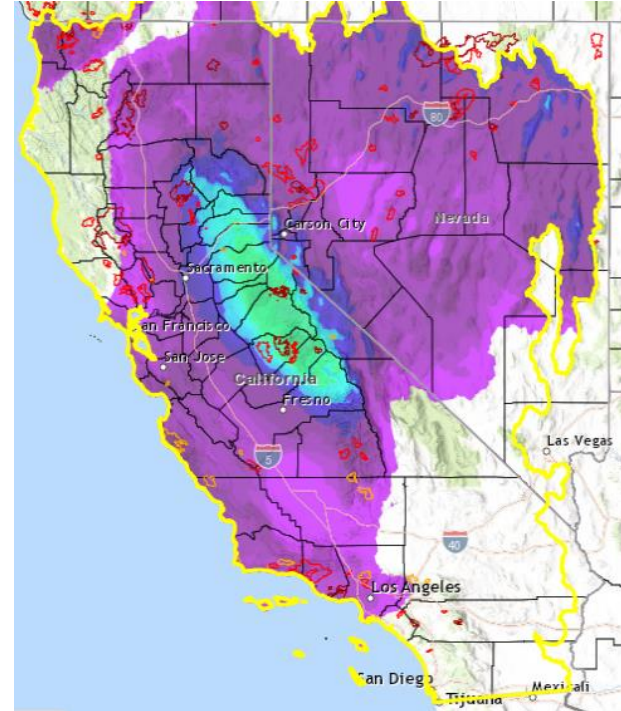 80
Carson City
Nevada
Sacramento
an Francisco
San Jose
California
Fresno
Las Vegas
5
40
Los Angeles
San Diego
Mexicali
Tijuana